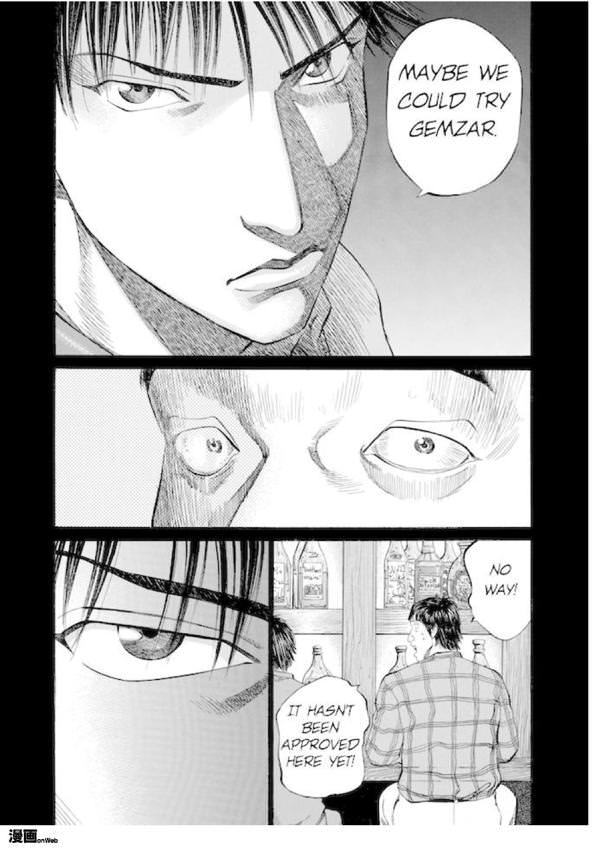 MAYBE WE
COULD TRY
GEMZAR.
NO
WAY!
IT HASN'T
BEEN
APPROVED
HERE YET!
漫画onWeb